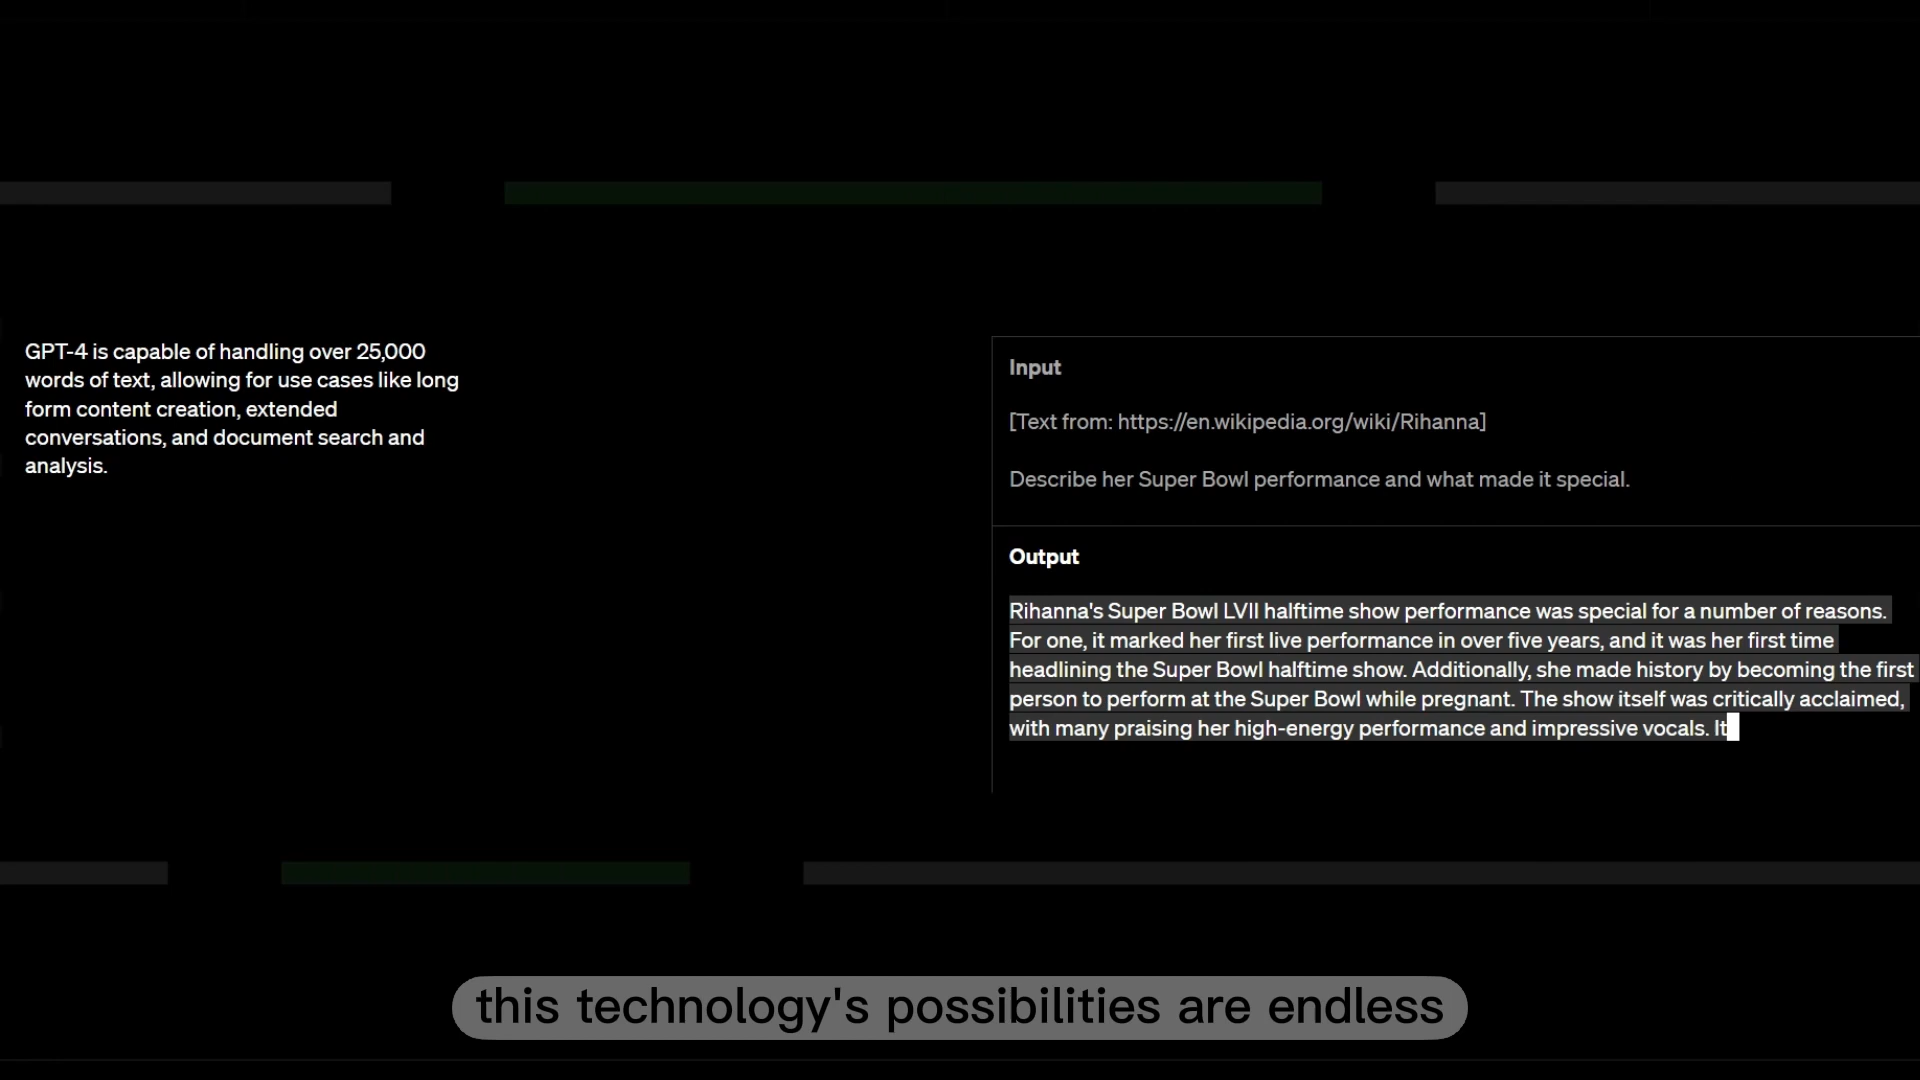 GPT-4 is capable of handling over 25,000
words of text, allowing for use cases like long
form content creation, extended
conversations, and document search and
analysis.
Input
[Text from: https://en.wikipedia.org/wiki/Rihanna]
Describe her Super Bowl performance and what made it special.
Output
Rihanna's Super Bowl LVII halftime show performance was special for a number of reasons.
For one, it marked her first live performance in over five years, and it was her first time
headlining the Super Bowl halftime show. Additionally, she made history by becoming the first
person to perform at the Super Bowl while pregnant. The show itself was critically acclaimed,
with many praising her high-energy performance and impressive vocals. It
this technology's possibilities are endless